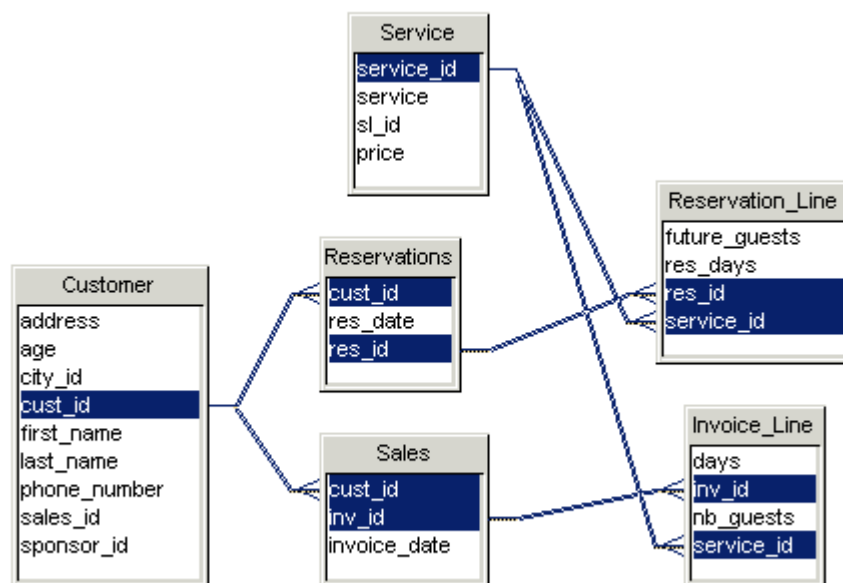 Service
service_id
service
sl_id
price
Reservation_Line
future_guests
res_days
res_id
service_id
Reservations
cust_id
res_date
res_id
Customer
address
age
city_id
cust_id
first_name
last_name
phone_number
sales_id
sponsor_id
Sales
cust_id
inv_id
invoice_date
Invoice_Line
days
inv_id
nb_guests
service_id